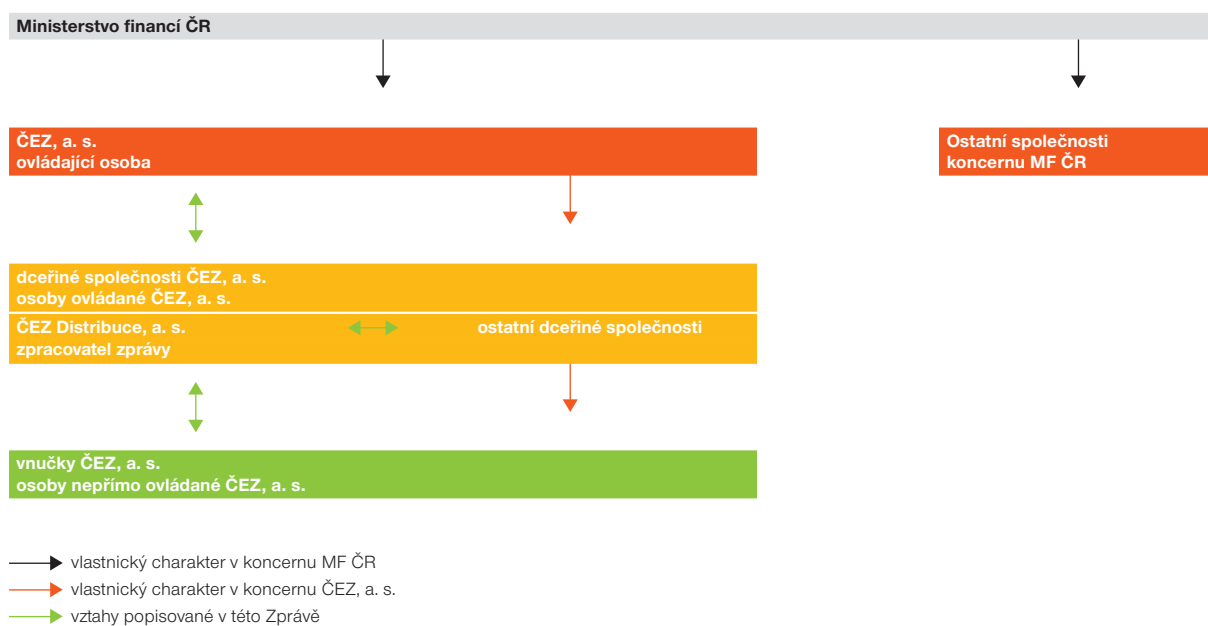 Ministerstvo financí ČR
ČEZ, a. s.
ovládající osoba
Ostatní společnosti
koncernu MF ČR
dceřiné společnosti ČEZ, a. s.
osoby ovládané ČEZ, a. s.
ČEZ Distribuce, a. s.
zpracovatel zprávy
ostatní dceřiné společnosti
vnučky ČEZ, a. s.
osoby nepřímo ovládané ČEZ, a. s.
vlastnický charakter v koncernu MF ČR
vlastnický charakter v koncernu ČEZ, a. s.
vztahy popisované v této Zprávě